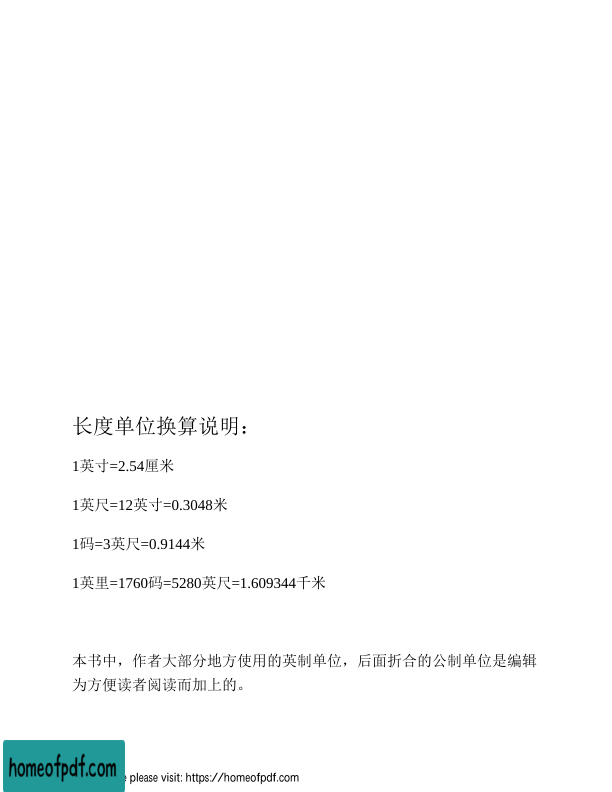 长度单位换算说明：
1英寸=2.54厘米
1英尺=12英寸=0.3048米
1码=3英尺=0.9144米
1英里=1760码=5280英尺=1.609344千米
本书中，作者大部分地方使用的英制单位，后面折合的公制单位是编辑
为方便读者阅读而加上的。
homeofpdf.com
please visit: https://homeofpdf.com